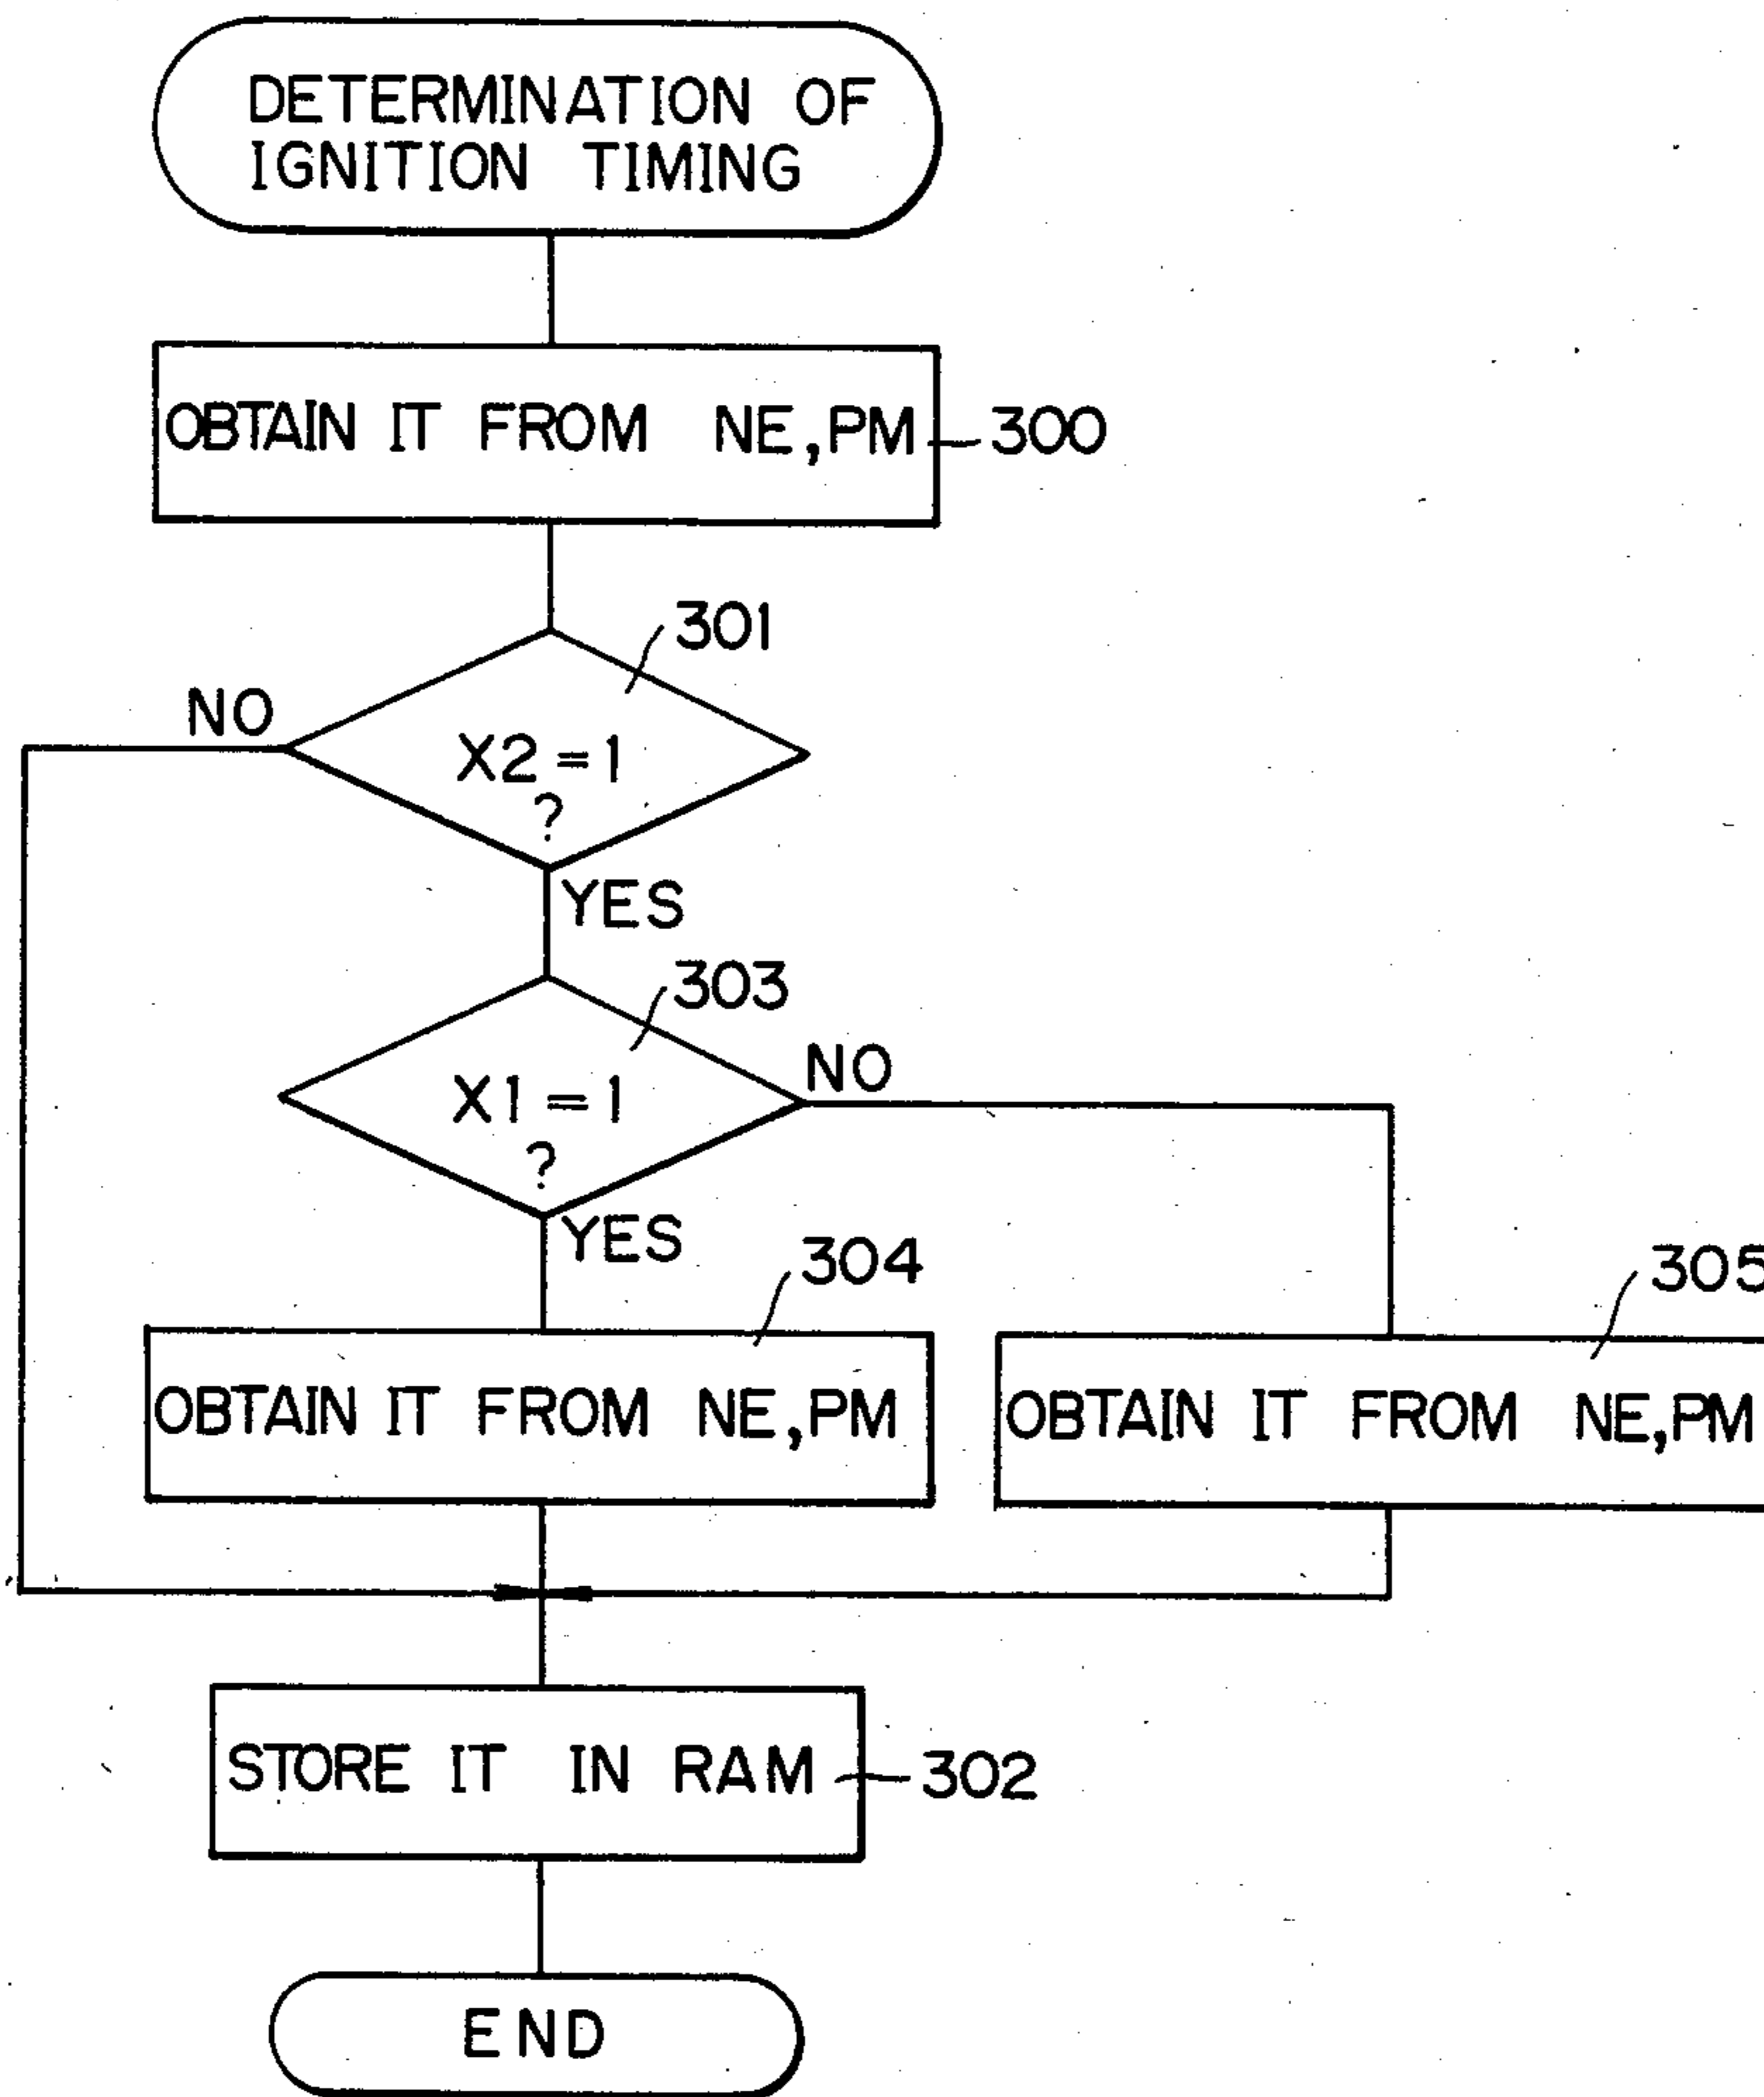 DETERMINATION OF
IGNITION TIMING
OBTAIN IT FROM NE,PM
300
301
NO
X2=1
?
YES
303
NO
X1=1
?
YES
304
305
OBTAIN IT FROM NE,PM
OBTAIN IT FROM NE,PM
STORE IT IN RAM
302
END